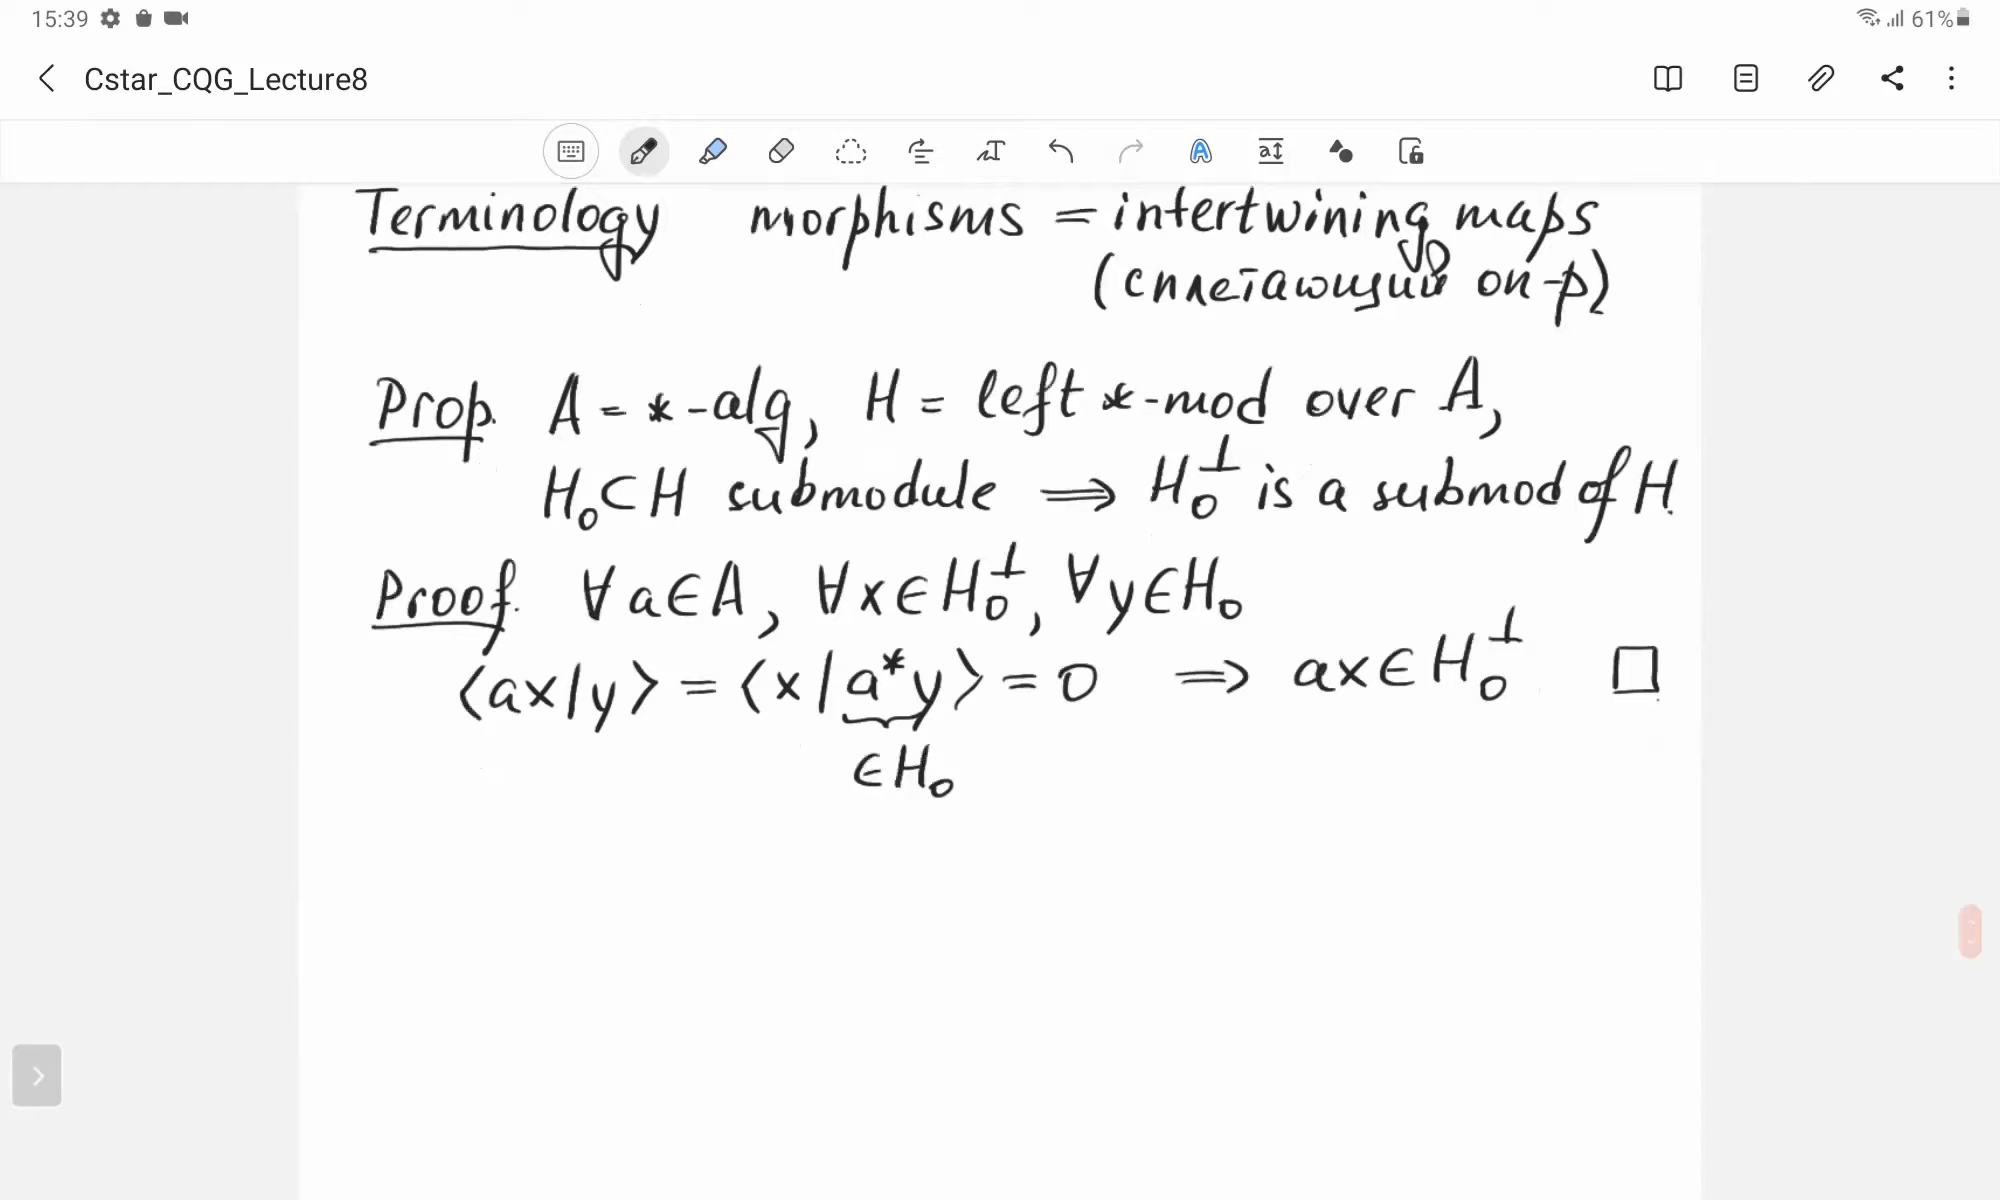 15:39
61%
Cstar_CQG_Lecture8
Terminology morphisms = intertwining maps
(сплетающий оп-р)
Prop. A = *-alg, H = left *-mod over A,
H₀⊂H submodule ⟹ H₀^⊥ is a submod of H.
Proof. ∀a∈A, ∀x∈H₀^⊥, ∀y∈H₀
⟨ax|y⟩ = ⟨x|a*y⟩ = 0 ⟹ ax∈H₀^⊥ □
∈H₀